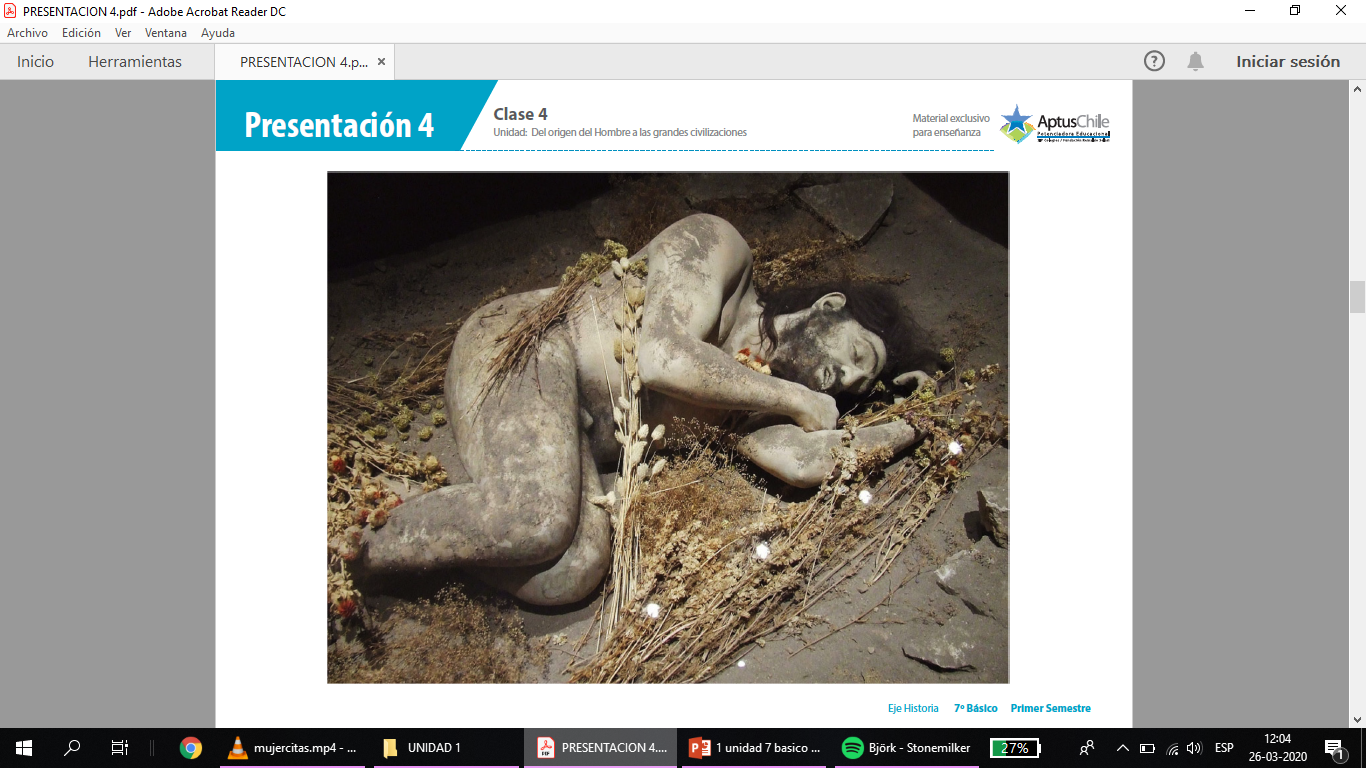 PRESENTACION 4.pdf - Adobe Acrobat Reader DC
Archivo Edición Ver Ventana Ayuda
Inicio Herramientas PRESENTACION 4.p... × ? Iniciar sesión
Presentación 4
Clase 4
Unidad: Del origen del Hombre a las grandes civilizaciones
Material exclusivo
para enseñanza
AptusChile
Potenciadora Educacional
Eje Historia 7º Básico Primer Semestre
mujercitas.mp4 - ... UNIDAD 1 PRESENTACION 4.... 1 unidad 7 basico ... Björk - Stonemilker 27% ESP 12:04
26-03-2020 1